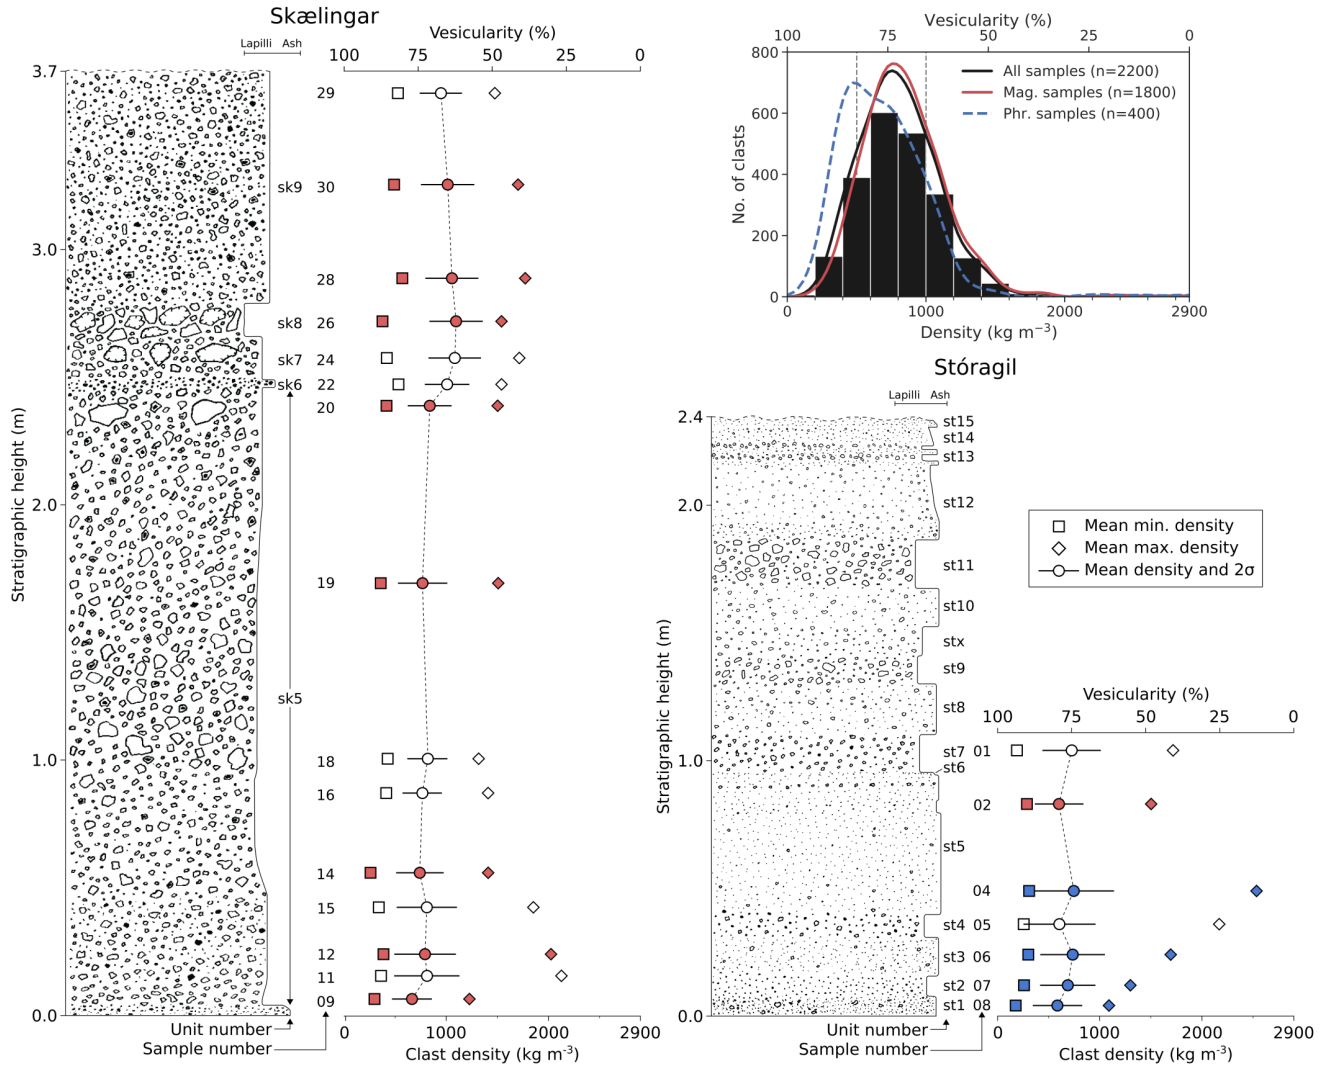 Skælingar
Lapilli Ash
Vesicularity (%)
100 75 50 25 0
3.7
3.0
2.0
1.0
0.0
Stratigraphic height (m)
sk9
sk8
sk7
sk6
sk5
29
30
28
26
24
22
20
19
18
16
14
15
12
11
09
Unit number
Sample number
0 1000 2000 2900
Clast density (kg m⁻³)
Vesicularity (%)
100 75 50 25 0
800
600
400
200
0
No. of clasts
All samples (n=2200)
Mag. samples (n=1800)
Phr. samples (n=400)
0 1000 2000 2900
Density (kg m⁻³)
Stóragil
Lapilli Ash
2.4
2.0
1.0
0.0
Stratigraphic height (m)
st15
st14
st13
st12
st11
st10
stx
st9
st8
st7 01
st6
02
st5
04
st4 05
st3 06
st2 07
st1 08
Unit number
Sample number
Mean min. density
Mean max. density
Mean density and 2σ
Vesicularity (%)
100 75 50 25 0
0 1000 2000 2900
Clast density (kg m⁻³)